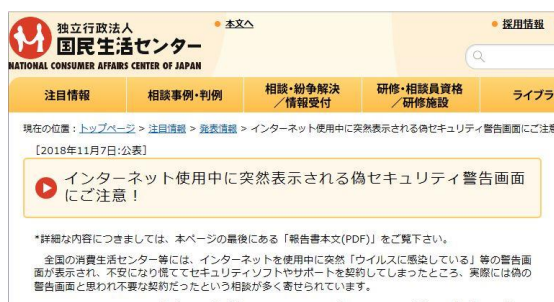 独立行政法人
国民生活センター
NATIONAL CONSUMER AFFAIRS CENTER OF JAPAN
本文へ
採用情報
注目情報
相談事例・判例
相談・紛争解決
／情報受付
研修・相談員資格
／研修施設
ライブラ
現在の位置：トップページ > 注目情報 > 発表情報 > インターネット使用中に突然表示される偽セキュリティ警告画面にご注意
［2018年11月7日:公表］
インターネット使用中に突然表示される偽セキュリティ警告画面
にご注意！
*詳細な内容につきましては、本ページの最後にある「報告書本文(PDF)」をご覧下さい。
全国の消費生活センター等には、インターネットを使用中に突然「ウイルスに感染している」等の警告画
面が表示され、不安になり慌ててセキュリティソフトやサポートを契約してしまったところ、実際には偽の
警告画面と思われ不要な契約だったという相談が多く寄せられています。